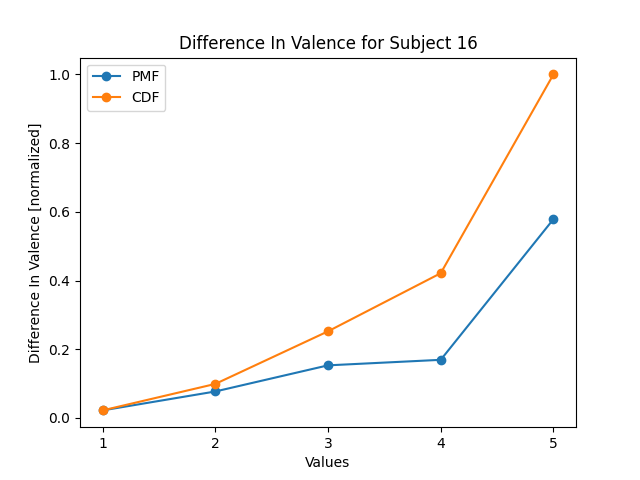 Difference In Valence for Subject 16
PMF
CDF
Difference In Valence [normalized]
1.0
0.8
0.6
0.4
0.2
0.0
1 2 3 4 5
Values